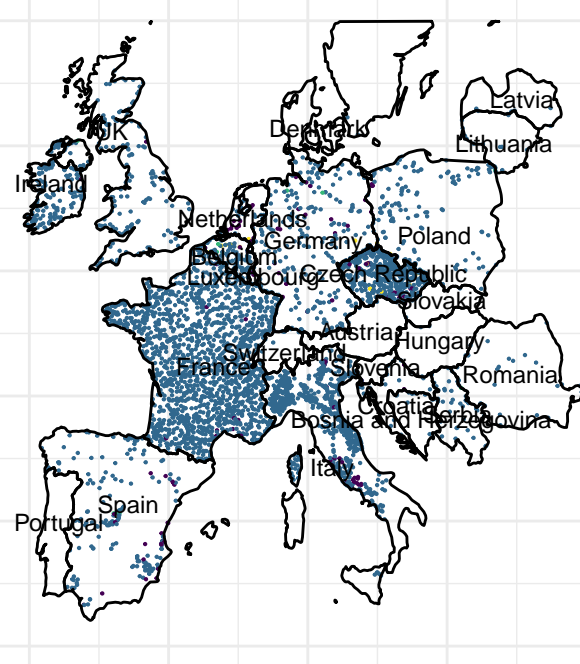 Latvia
UK
Denmark
Lithuania
Ireland
Netherlands
Germany
Poland
Belgium
Luxembourg
Czech Republic
Slovakia
Austria
Hungary
Switzerland
France
Slovenia
Romania
Croatia
Serbia
Bosnia and Herzegovina
Italy
Spain
Portugal